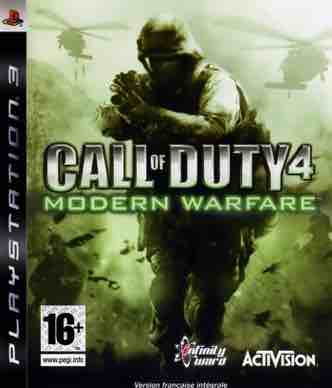 PLAYSTATION 3
CALL OF DUTY 4
MODERN WARFARE
16+
www.pegi.info
infinity
ward
ACTIVISION
Version française intégrale